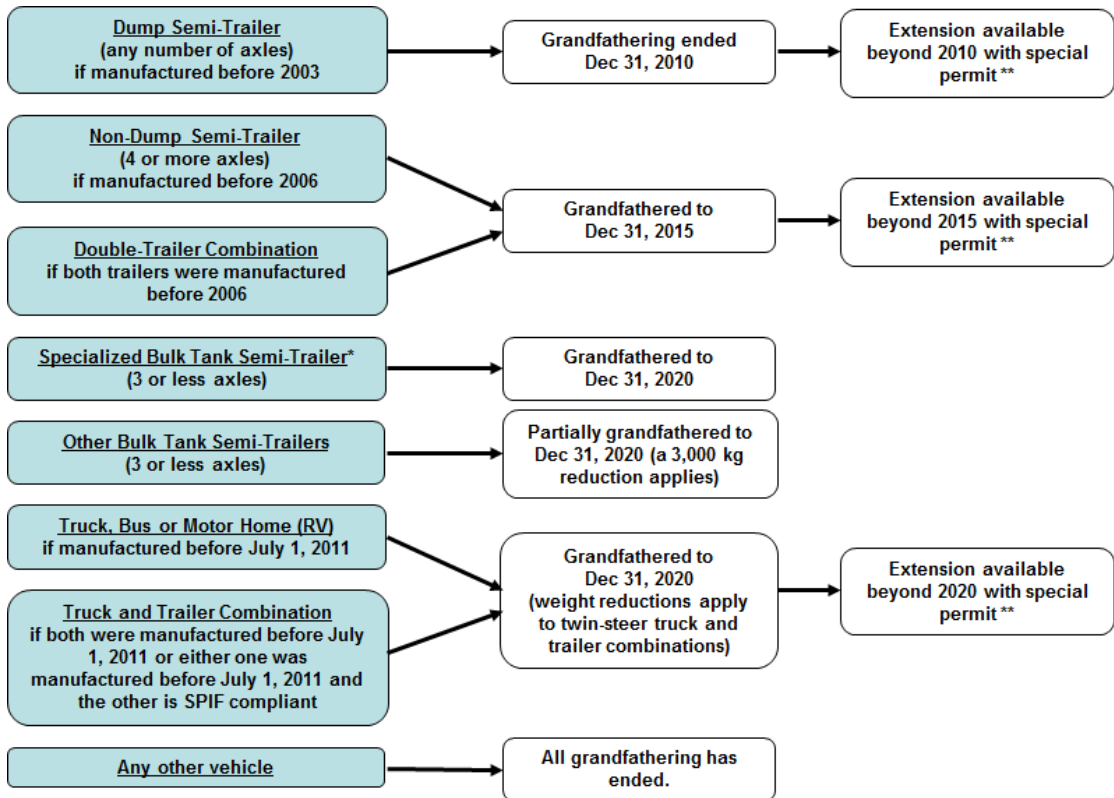 Dump Semi-Trailer
(any number of axles)
if manufactured before 2003
Grandfathering ended
Dec 31, 2010
Extension available
beyond 2010 with special
permit **
Non-Dump Semi-Trailer
(4 or more axles)
if manufactured before 2006
Double-Trailer Combination
if both trailers were manufactured
before 2006
Grandfathered to
Dec 31, 2015
Extension available
beyond 2015 with special
permit **
Specialized Bulk Tank Semi-Trailer*
(3 or less axles)
Grandfathered to
Dec 31, 2020
Other Bulk Tank Semi-Trailers
(3 or less axles)
Partially grandfathered to
Dec 31, 2020 (a 3,000 kg
reduction applies)
Truck, Bus or Motor Home (RV)
if manufactured before July 1, 2011
Truck and Trailer Combination
if both were manufactured before July
1, 2011 or either one was
manufactured before July 1, 2011 and
the other is SPIF compliant
Grandfathered to
Dec 31, 2020
(weight reductions apply
to twin-steer truck and
trailer combinations)
Extension available
beyond 2020 with special
permit **
Any other vehicle
All grandfathering has
ended.